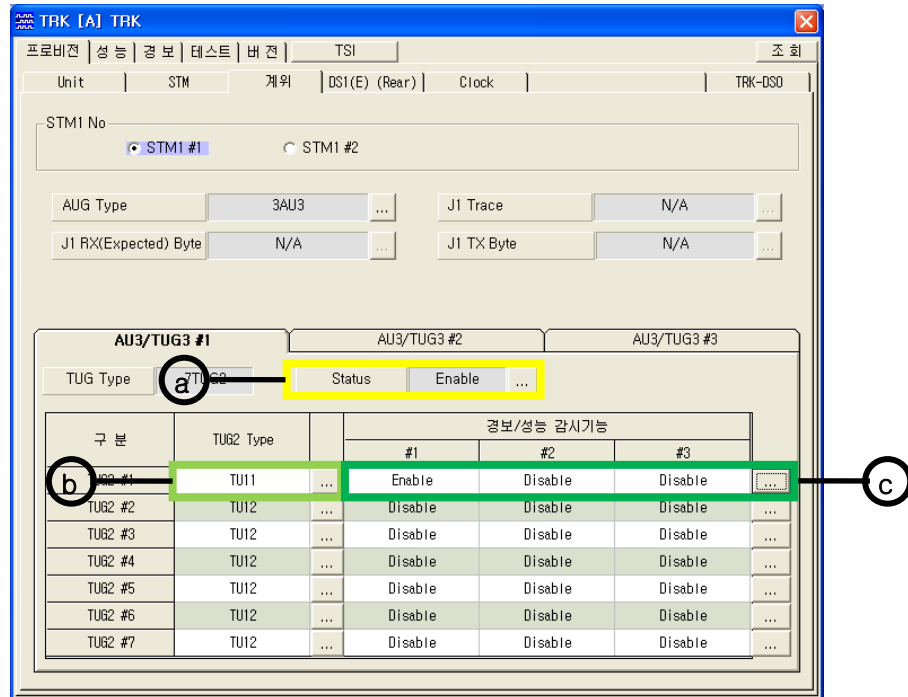 TRK [A] TRK
프로비전 성 능 경 보 테스트 버 전 TSI 조 회
Unit STM 계위 DS1(E) (Rear) Clock TRK-DS0
STM1 No
STM1 #1 STM1 #2
AUG Type 3AU3 ... J1 Trace N/A ...
J1 RX(Expected) Byte N/A ... J1 TX Byte N/A ...
AU3/TUG3 #1 AU3/TUG3 #2 AU3/TUG3 #3
TUG Type a 7TUG2 Status Enable ...
구 분 TUG2 Type 경보/성능 감시기능
#1 #2 #3
b TUG2 #1 TU11 ... Enable Disable Disable ... c
TUG2 #2 TU12 ... Disable Disable Disable ...
TUG2 #3 TU12 ... Disable Disable Disable ...
TUG2 #4 TU12 ... Disable Disable Disable ...
TUG2 #5 TU12 ... Disable Disable Disable ...
TUG2 #6 TU12 ... Disable Disable Disable ...
TUG2 #7 TU12 ... Disable Disable Disable ...